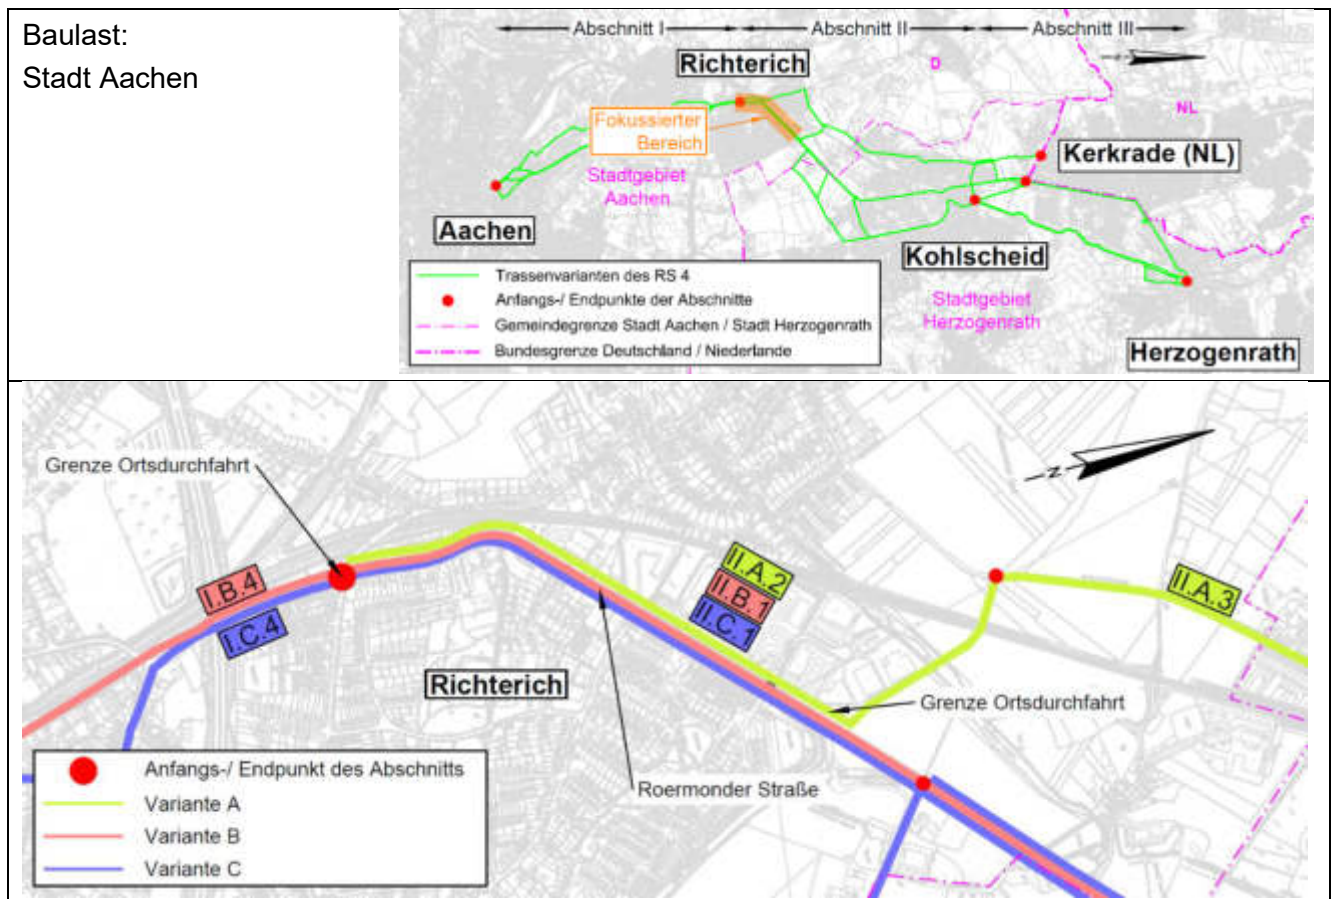 Baulast:
Stadt Aachen
Abschnitt I
Abschnitt II
Abschnitt III
Richterich
D
NL
Fokussierter
Bereich
Kerkrade (NL)
Stadtgebiet
Aachen
Aachen
Kohlscheid
Stadtgebiet
Herzogenrath
Herzogenrath
Trassenvarianten des RS 4
Anfangs-/ Endpunkte der Abschnitte
Gemeindegrenze Stadt Aachen / Stadt Herzogenrath
Bundesgrenze Deutschland / Niederlande
Grenze Ortsdurchfahrt
N
I.B.4
I.C.4
II.A.2
II.B.1
II.C.1
II.A.3
Richterich
Grenze Ortsdurchfahrt
Roermonder Straße
Anfangs-/ Endpunkt des Abschnitts
Variante A
Variante B
Variante C